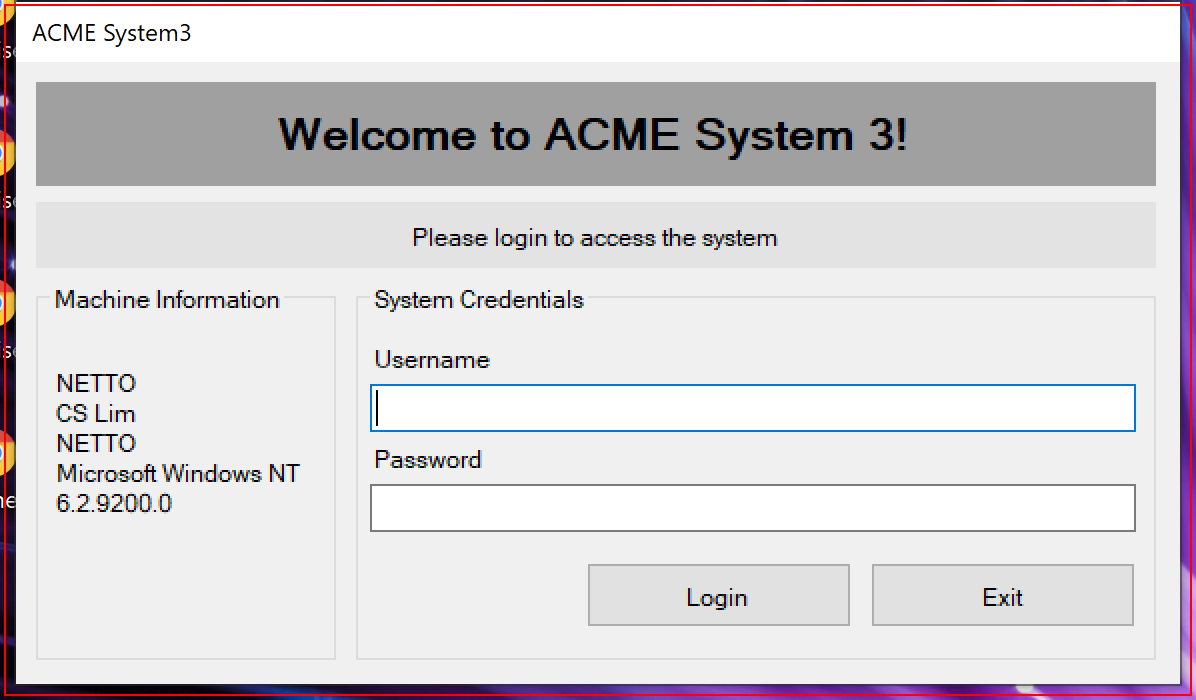 ACME System3
Welcome to ACME System 3!
Please login to access the system
Machine Information
NETTO
CS Lim
NETTO
Microsoft Windows NT
6.2.9200.0
System Credentials
Username
Password
Login
Exit